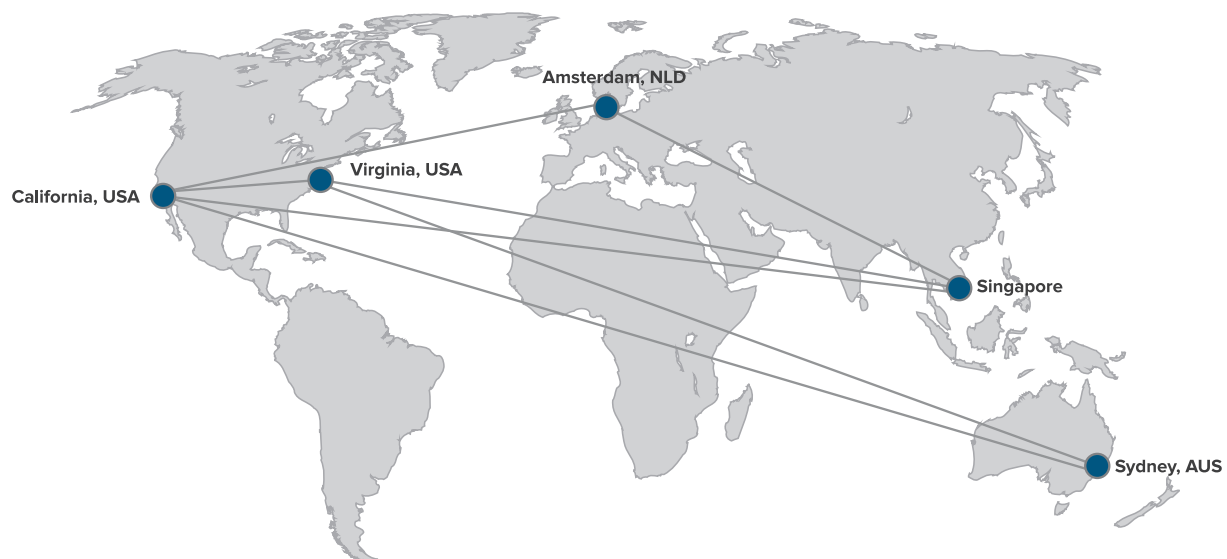 Amsterdam, NLD
Virginia, USA
California, USA
Singapore
Sydney, AUS